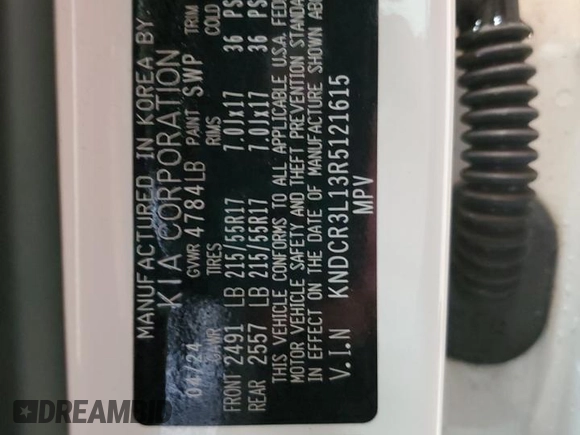 MANUFACTURED IN KOREA BY
KIA CORPORATION
04/24 GVWR 4784LB PAINT SWP TRIM
GAWR TIRES RIMS COLD
FRONT 2491 LB 215/55R17 7.0Jx17 36 PS
REAR 2557 LB 215/55R17 7.0Jx17 36 PS
THIS VEHICLE CONFORMS TO ALL APPLICABLE U.S.A. FED
MOTOR VEHICLE SAFETY AND THEFT PREVENTION STANDA
IN EFFECT ON THE DATE OF MANUFACTURE SHOWN ABO
V.I.N KNDCR3L13R5121615
MPV
DREAMBID